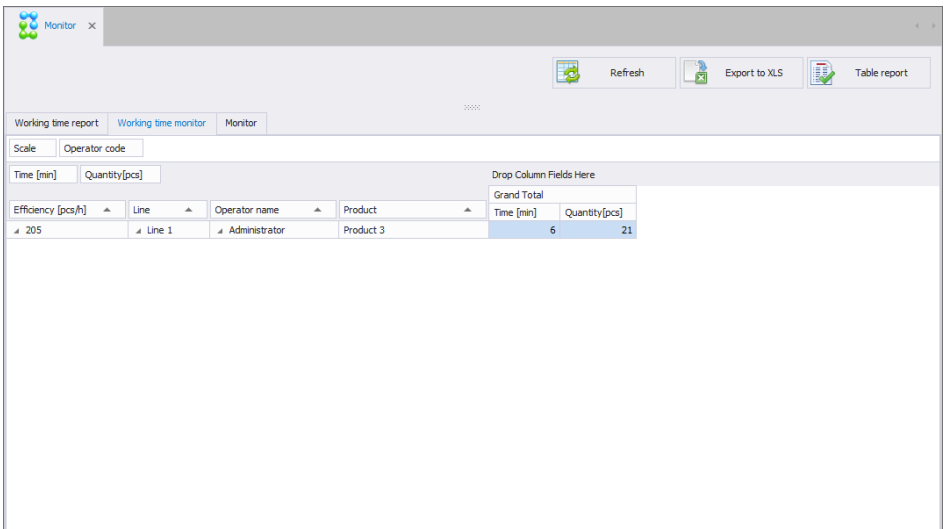 Monitor
Refresh Export to XLS Table report
Working time report Working time monitor Monitor
Scale Operator code
Time [min] Quantity[pcs] Drop Column Fields Here
Grand Total
Efficiency [pcs/h] Line Operator name Product Time [min] Quantity[pcs]
205 Line 1 Administrator Product 3 6 21